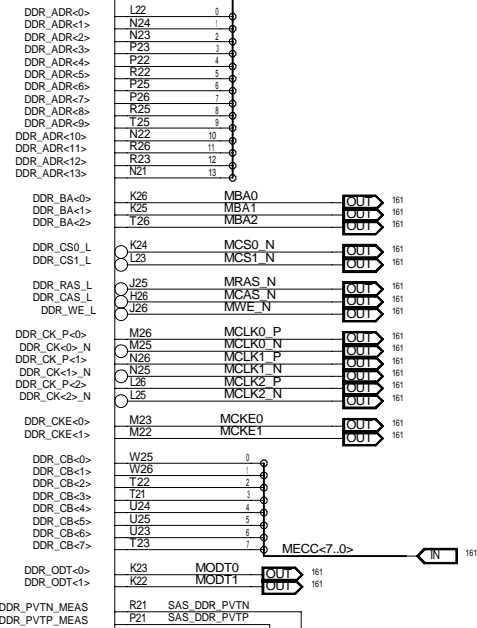 DDR_ADR<0> L22 0
DDR_ADR<1> N24 1
DDR_ADR<2> N23 2
DDR_ADR<3> P23 3
DDR_ADR<4> P22 4
DDR_ADR<5> R22 5
DDR_ADR<6> P25 6
DDR_ADR<7> P26 7
DDR_ADR<8> R25 8
DDR_ADR<9> T25 9
DDR_ADR<10> N22 10
DDR_ADR<11> R26 11
DDR_ADR<12> R23 12
DDR_ADR<13> N21 13
DDR_BA<0> K26 MBA0 OUT 161
DDR_BA<1> K25 MBA1 OUT 161
DDR_BA<2> T26 MBA2 OUT 161
DDR_CS0_L K24 MCS0_N OUT 161
DDR_CS1_L L23 MCS1_N OUT 161
DDR_RAS_L J25 MRAS_N OUT 161
DDR_CAS_L H26 MCAS_N OUT 161
DDR_WE_L J26 MWE_N OUT 161
DDR_CK_P<0> M26 MCLK0_P OUT 161
DDR_CK<0>_N M25 MCLK0_N OUT 161
DDR_CK_P<1> N26 MCLK1_P OUT 161
DDR_CK<1>_N N25 MCLK1_N OUT 161
DDR_CK_P<2> L26 MCLK2_P OUT 161
DDR_CK<2>_N L25 MCLK2_N OUT 161
DDR_CKE<0> M23 MCKE0 OUT 161
DDR_CKE<1> M22 MCKE1 OUT 161
DDR_CB<0> W25 0
DDR_CB<1> W26 1
DDR_CB<2> T22 2
DDR_CB<3> T21 3
DDR_CB<4> U24 4
DDR_CB<5> U25 5
DDR_CB<6> U23 6
DDR_CB<7> T23 7
MECC<7..0> IN 161
DDR_ODT<0> K23 MODT0 OUT 161
DDR_ODT<1> K22 MODT1 OUT 161
DDR_PVTN_MEAS R21 SAS_DDR_PVTN
DDR_PVTP_MEAS P21 SAS_DDR_PVTP